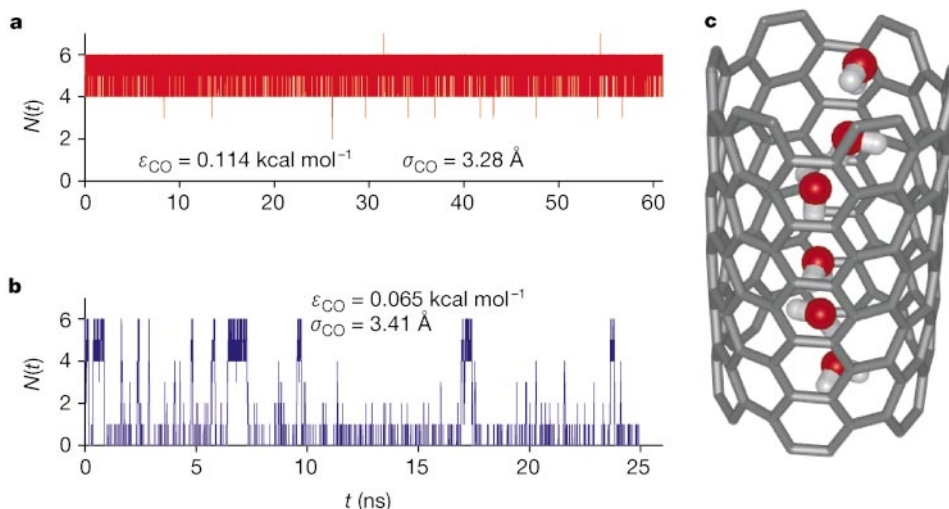 a
6
4
2
0
N(t)
ε_CO = 0.114 kcal mol⁻¹ σ_CO = 3.28 Å
0 10 20 30 40 50 60
b
6
4
2
0
N(t)
ε_CO = 0.065 kcal mol⁻¹
σ_CO = 3.41 Å
0 5 10 15 20 25
t (ns)
c